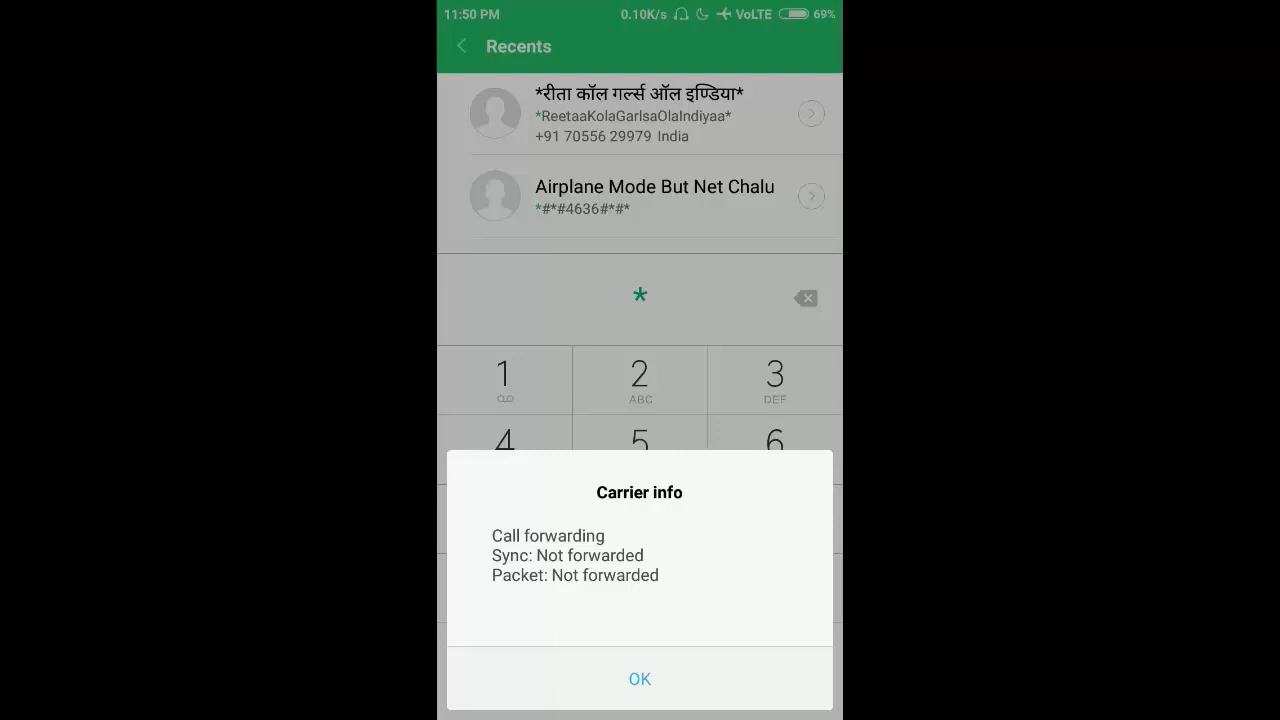 11:50 PM 0.10K/s VoLTE 69%
Recents
*रीता कॉल गर्ल्स ऑल इण्डिया*
*ReetaaKolaGarlsaOlaIndiyaa*
+91 70556 29979 India
Airplane Mode But Net Chalu
*#*#4636#*#*
*
1 2 3
ABC DEF
4 5 6
Carrier info
Call forwarding
Sync: Not forwarded
Packet: Not forwarded
OK